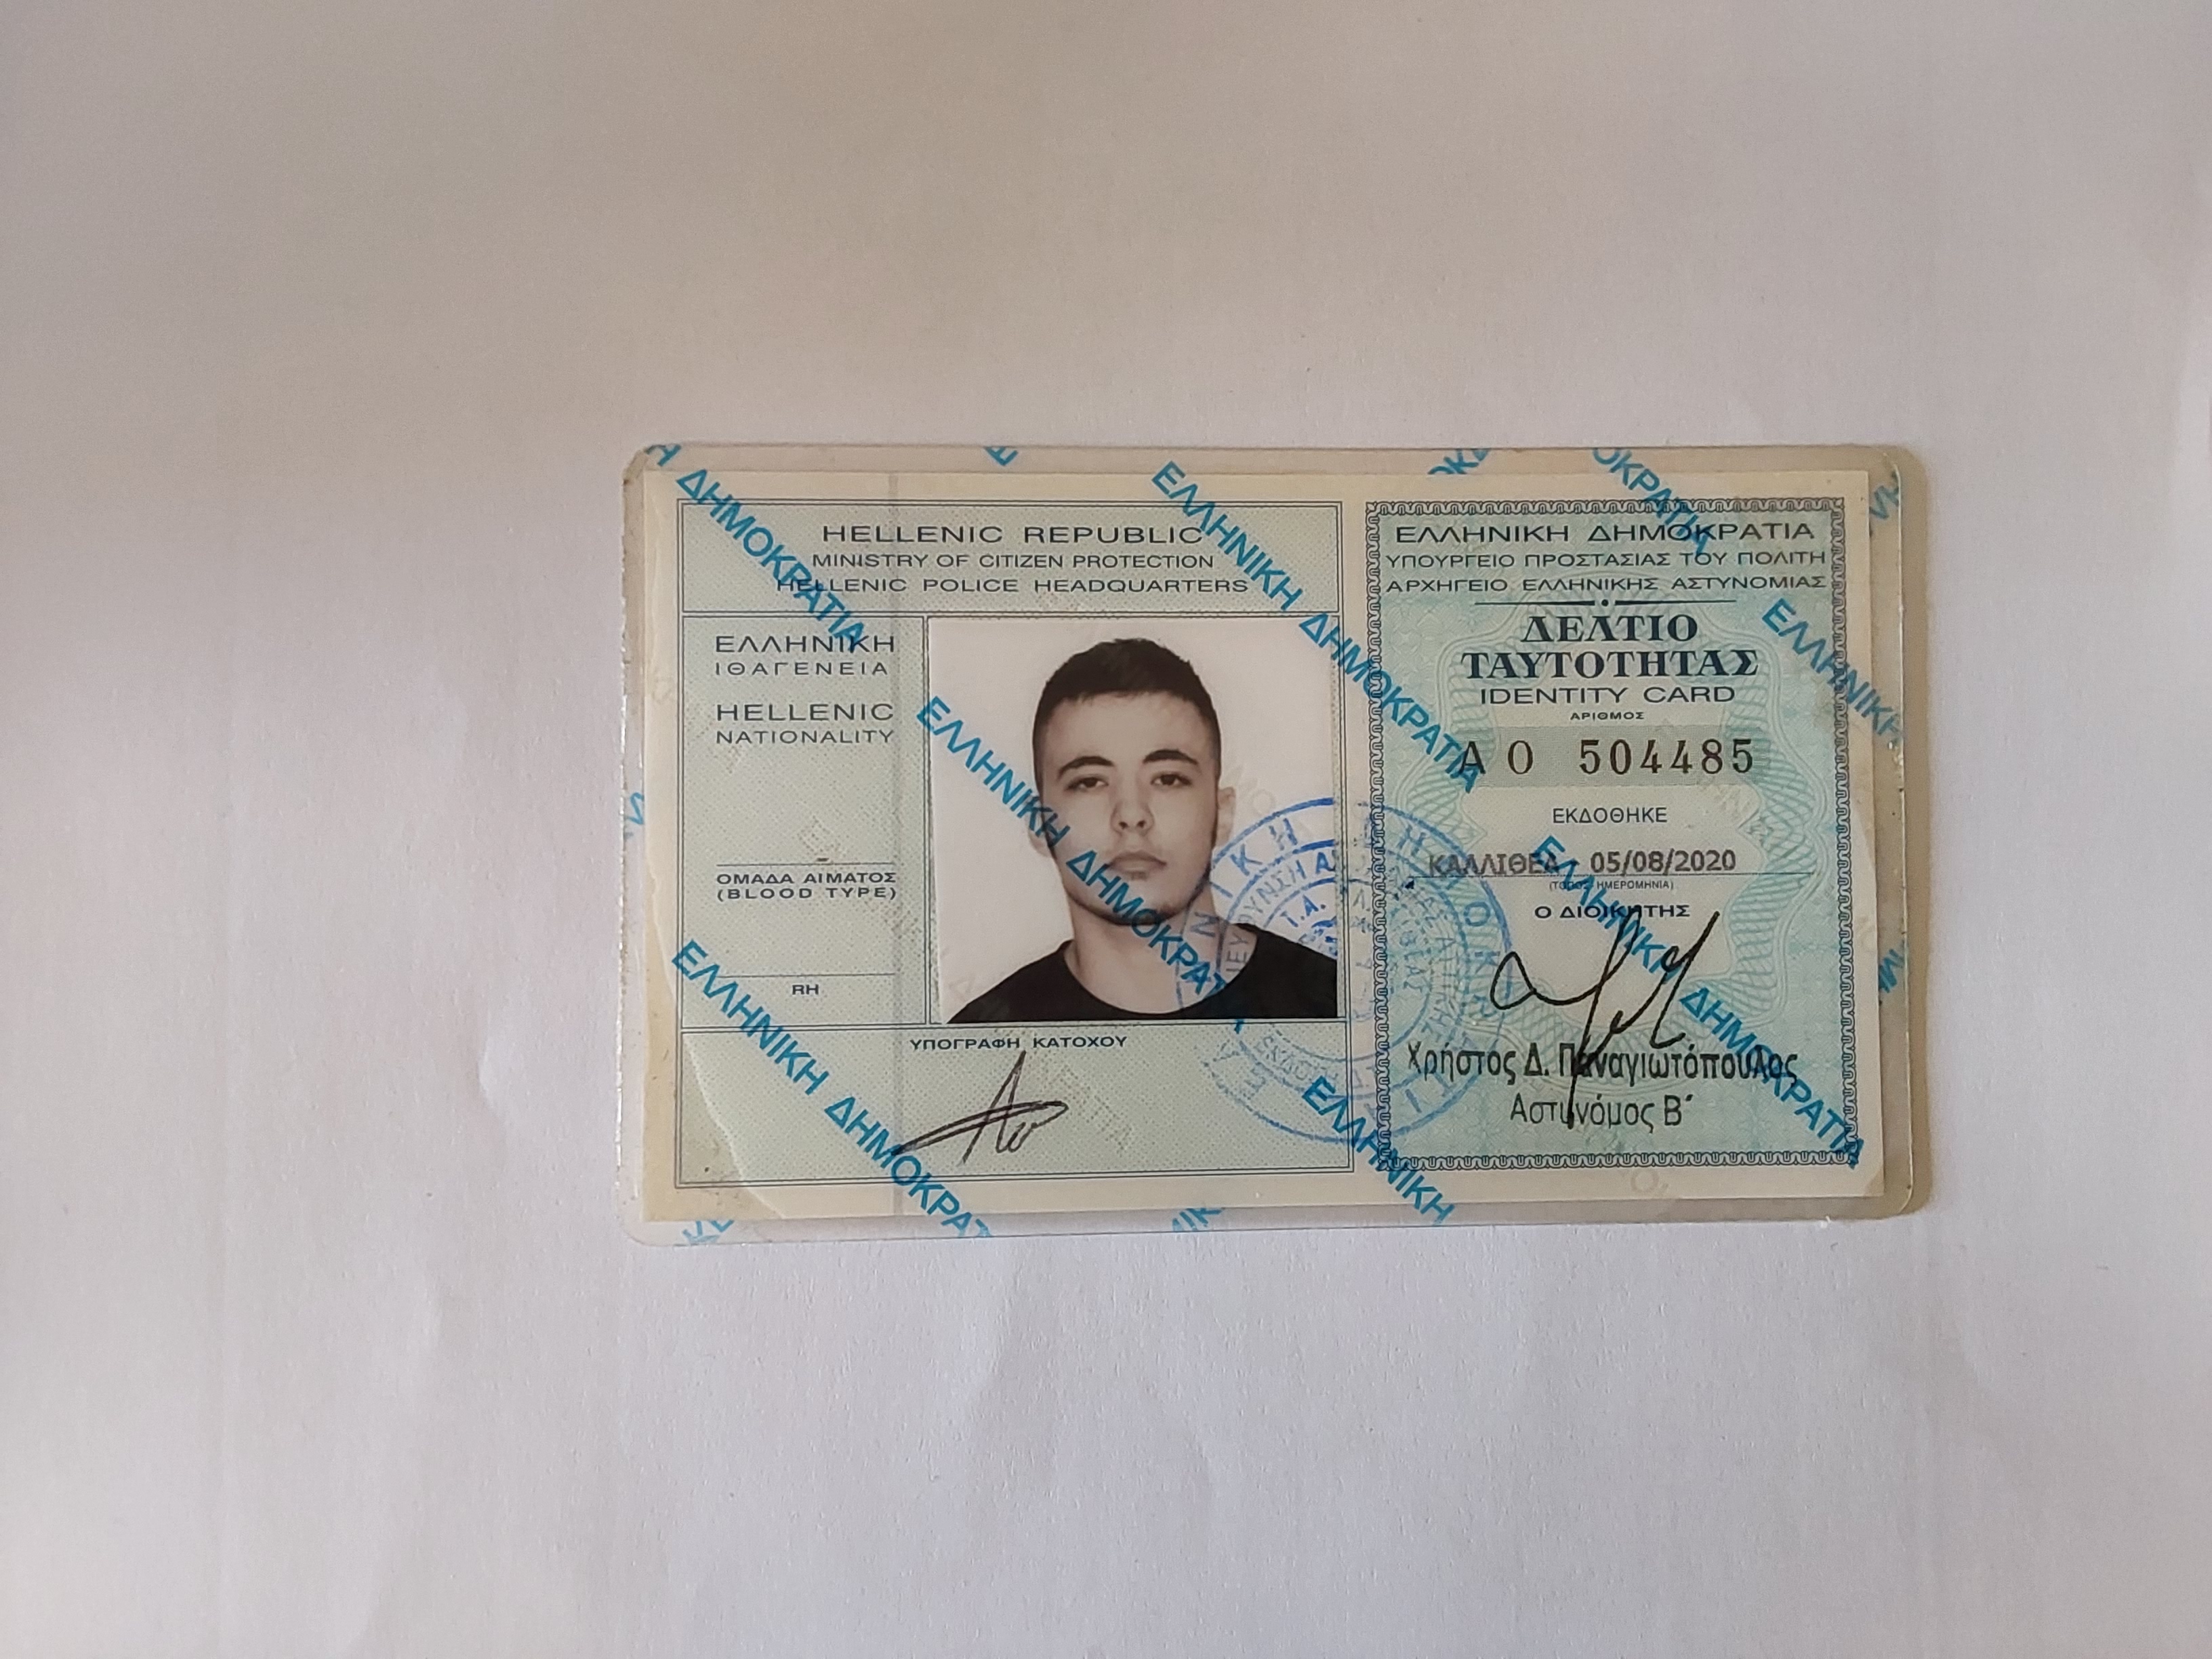 HELLENIC REPUBLIC
MINISTRY OF CITIZEN PROTECTION
HELLENIC POLICE HEADQUARTERS
ΕΛΛΗΝΙΚΗ
ΙΘΑΓΕΝΕΙΑ
HELLENIC
NATIONALITY
ΟΜΑΔΑ ΑΙΜΑΤΟΣ
(BLOOD TYPE)
RH
ΥΠΟΓΡΑΦΗ ΚΑΤΟΧΟΥ
ΕΛΛΗΝΙΚΗ ΔΗΜΟΚΡΑΤΙΑ
ΥΠΟΥΡΓΕΙΟ ΠΡΟΣΤΑΣΙΑΣ ΤΟΥ ΠΟΛΙΤΗ
ΑΡΧΗΓΕΙΟ ΕΛΛΗΝΙΚΗΣ ΑΣΤΥΝΟΜΙΑΣ
ΔΕΛΤΙΟ
ΤΑΥΤΟΤΗΤΑΣ
IDENTITY CARD
ΑΡΙΘΜΟΣ
ΑΟ 504485
ΕΚΔΟΘΗΚΕ
ΚΑΛΛΙΘΕΑ - 05/08/2020
(ΤΟΠΟΣ ΗΜΕΡΟΜΗΝΙΑ)
Ο ΔΙΟΙΚΗΤΗΣ
Χρήστος Δ. Παναγιωτόπουλος
Αστυνόμος Β΄
ΕΛΛΗΝΙΚΗ ΔΗΜΟΚΡΑΤΙΑ
ΕΛΛΗΝΙΚΗ ΔΗΜΟΚΡΑΤΙΑ
ΕΛΛΗΝΙΚΗ ΔΗΜΟΚΡΑΤΙΑ